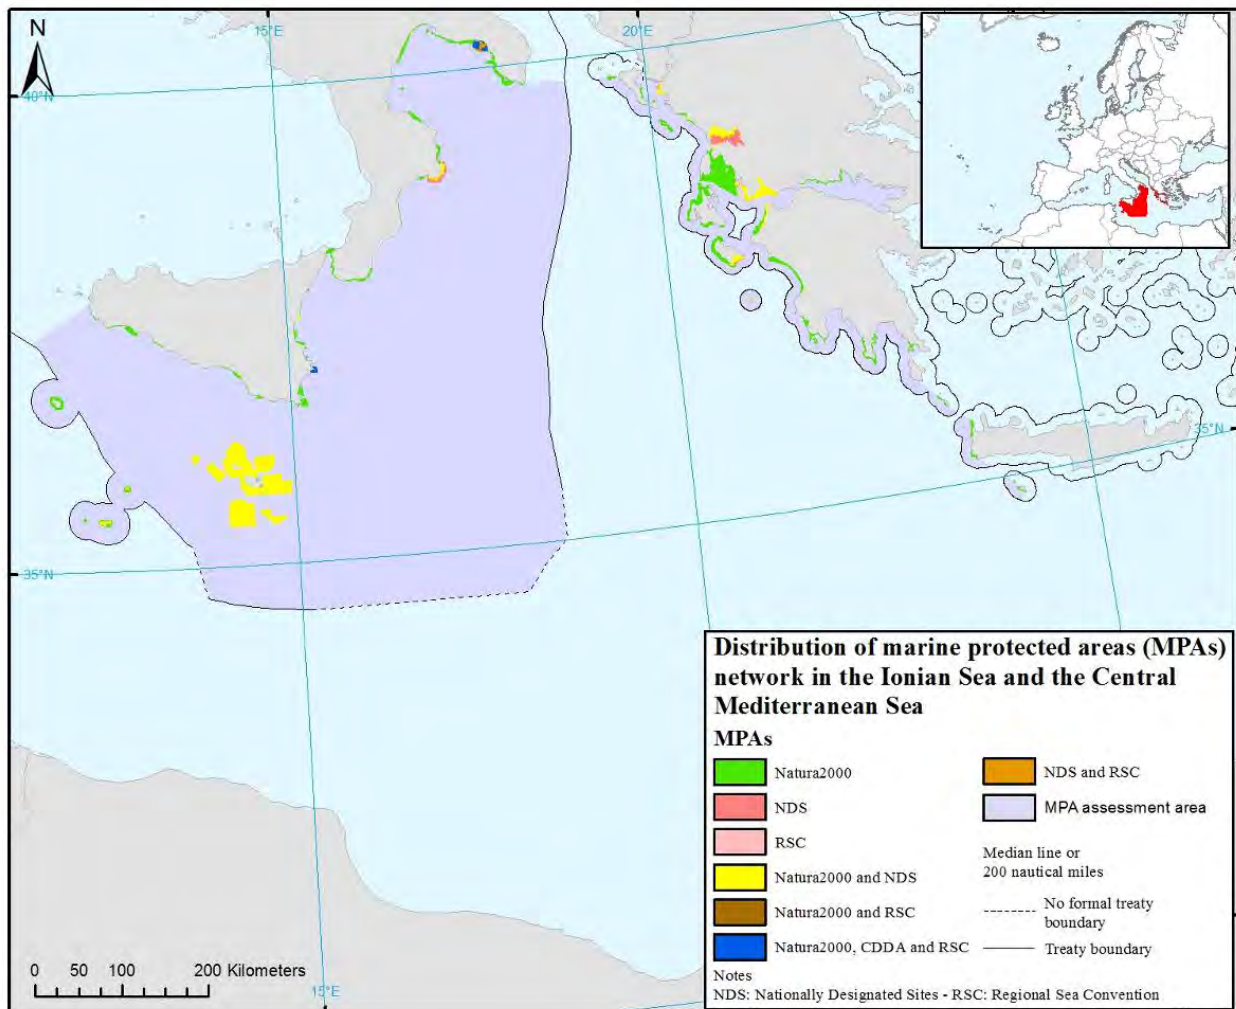 N
15°E
20°E
40°N
35°N
35°N
15°E
0 50 100 200 Kilometers
Distribution of marine protected areas (MPAs)
network in the Ionian Sea and the Central
Mediterranean Sea
MPAs
Natura2000
NDS
RSC
Natura2000 and NDS
Natura2000 and RSC
Natura2000, CDDA and RSC
NDS and RSC
MPA assessment area
Median line or
200 nautical miles
No formal treaty
boundary
Treaty boundary
Notes
NDS: Nationally Designated Sites - RSC: Regional Sea Convention